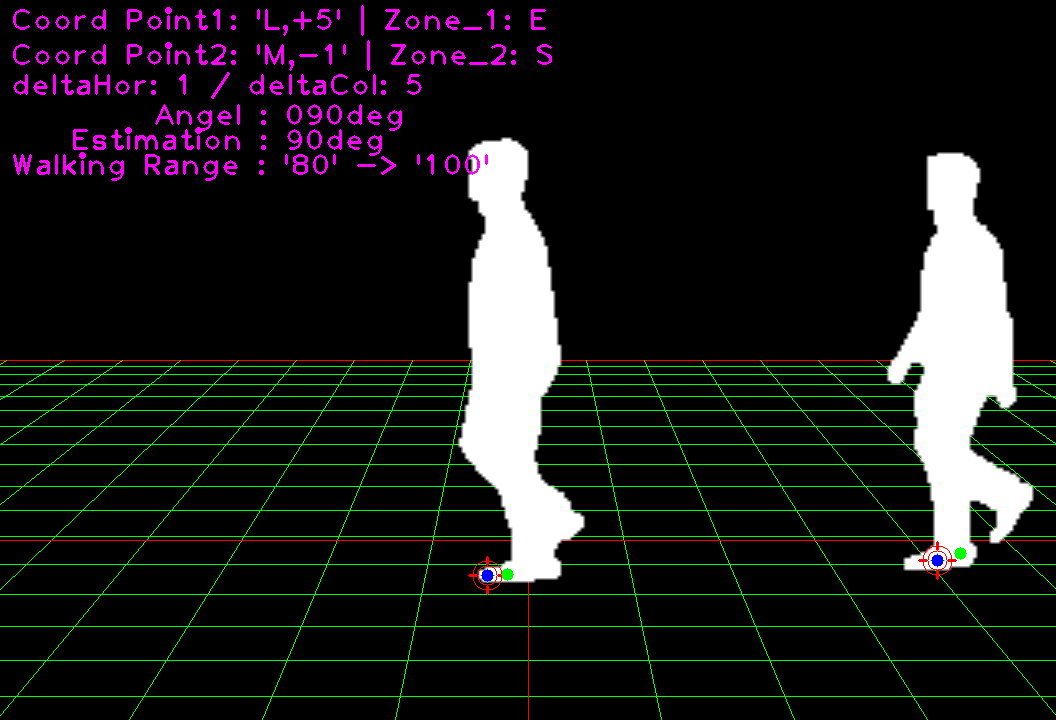 Coord Point1: 'L,+5' | Zone_1: E
Coord Point2: 'M,-1' | Zone_2: S
deltaHor: 1 / deltaCol: 5
Angel : 090deg
Estimation : 90deg
Walking Range : '80' -> '100'